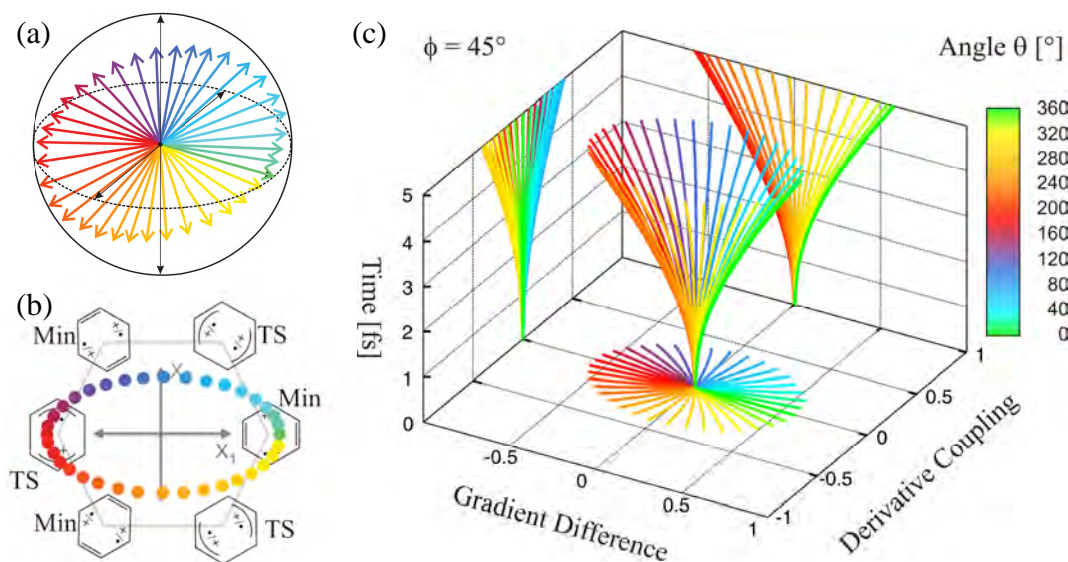 (a)
(b)
Min
TS
X
Min
X₁
TS
Min
TS
(c)
ϕ = 45°
Angle θ [°]
360
320
280
240
200
160
120
80
40
0
5
4
3
2
1
0
Time [fs]
-0.5
0
0.5
1
Gradient Difference
-1
-0.5
0
0.5
1
Derivative Coupling